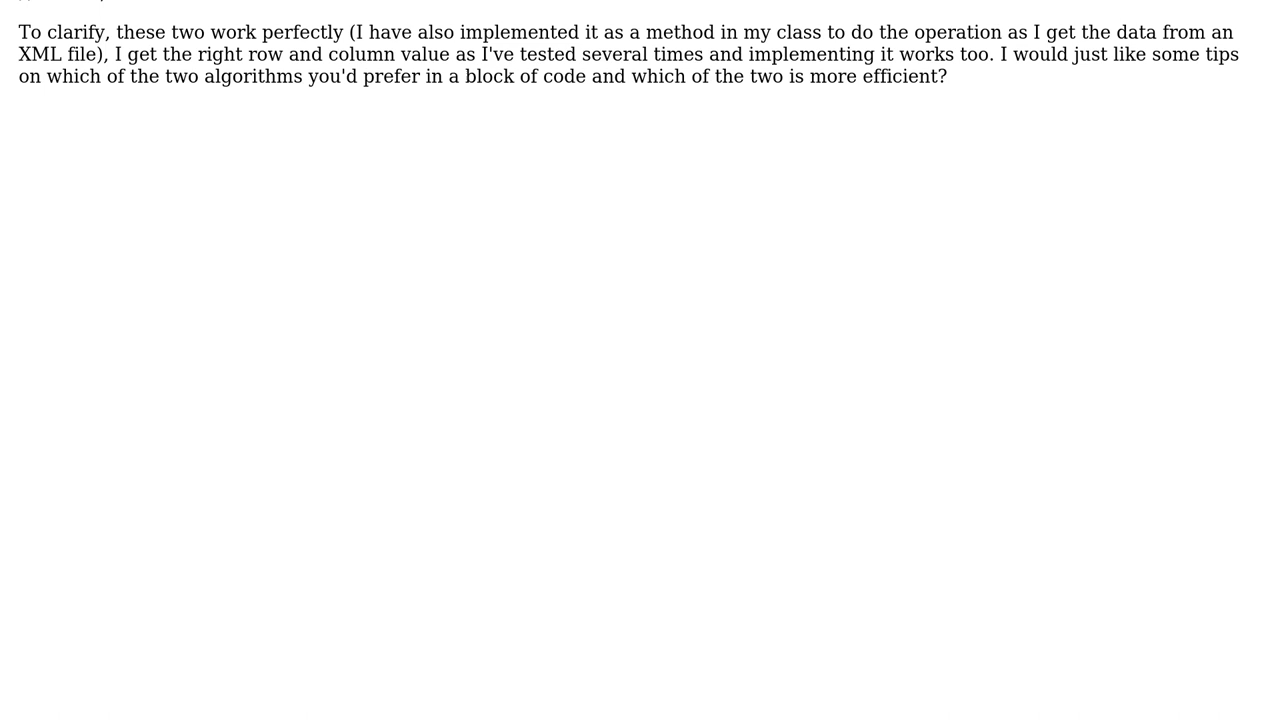 To clarify, these two work perfectly (I have also implemented it as a method in my class to do the operation as I get the data from an
XML file), I get the right row and column value as I've tested several times and implementing it works too. I would just like some tips
on which of the two algorithms you'd prefer in a block of code and which of the two is more efficient?